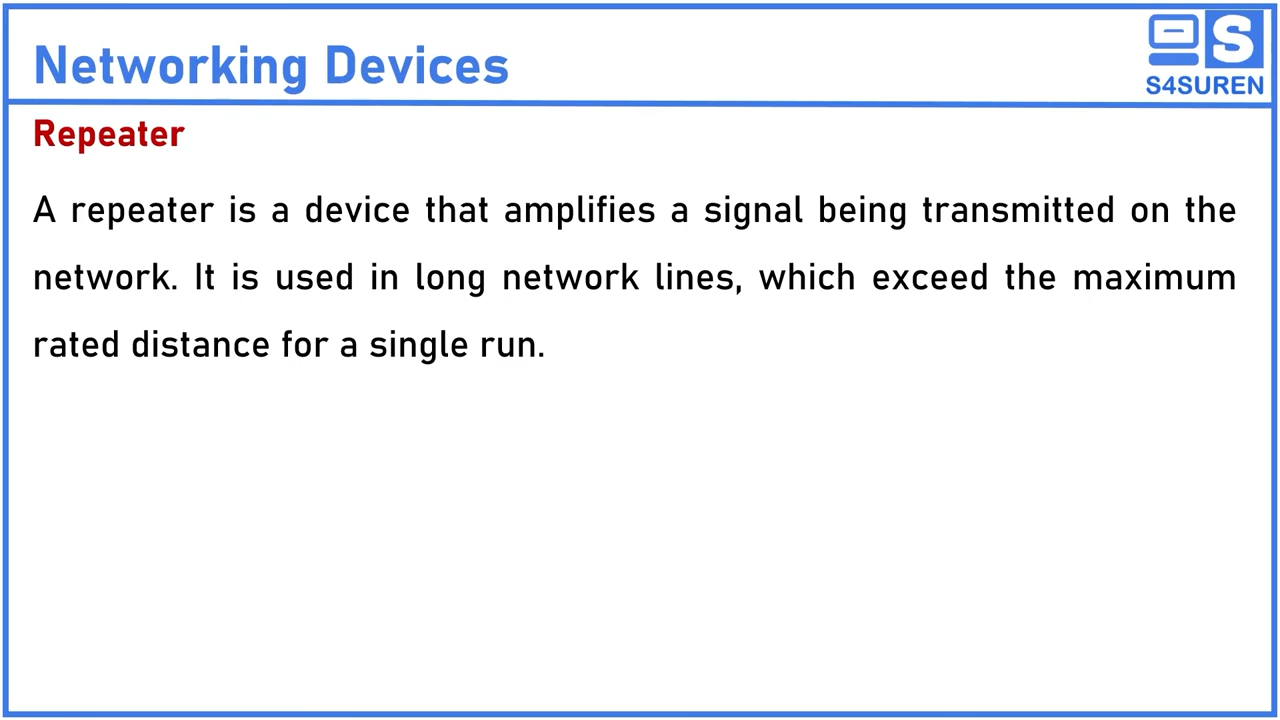 Networking Devices
S
S4SUREN
Repeater
A repeater is a device that amplifies a signal being transmitted on the
network. It is used in long network lines, which exceed the maximum
rated distance for a single run.